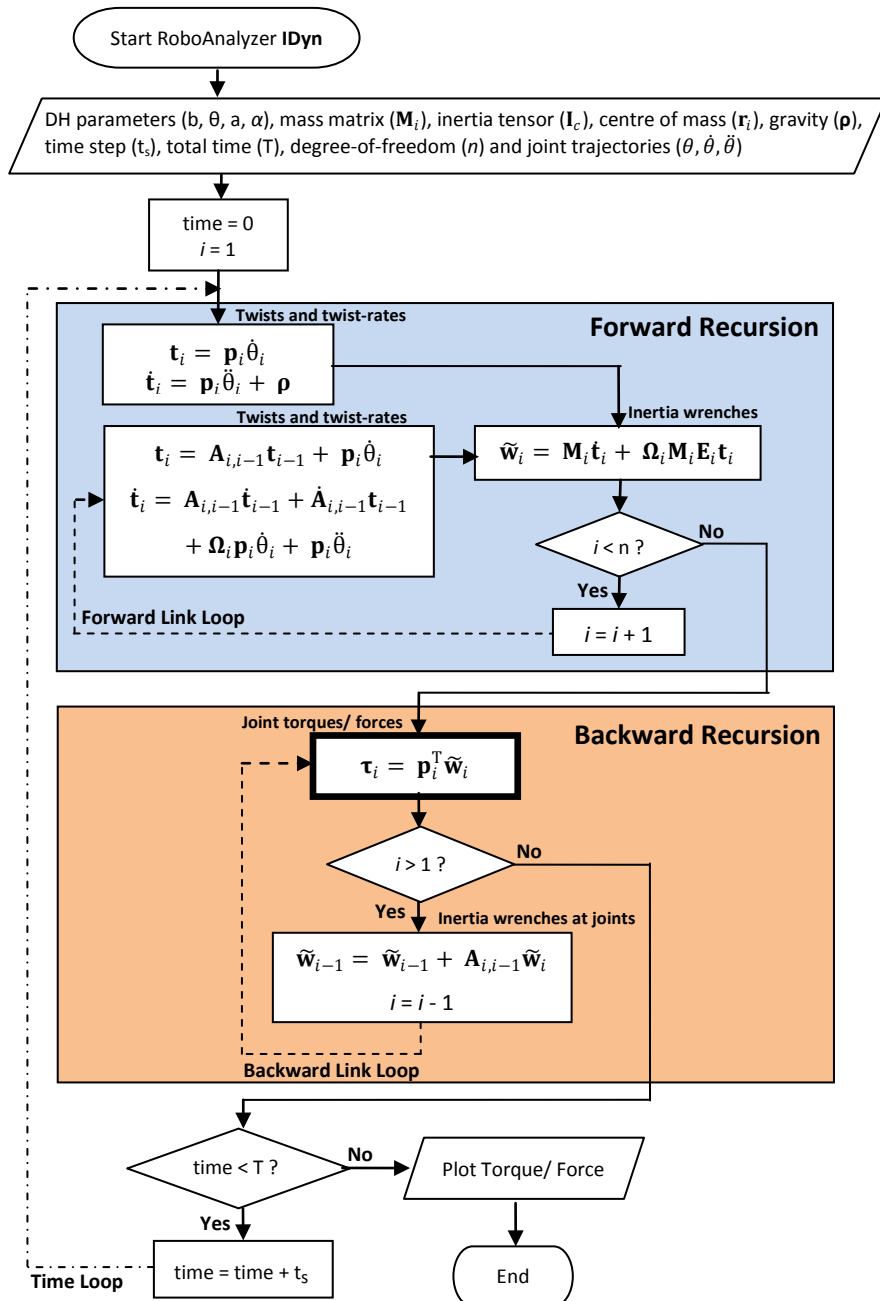 Start RoboAnalyzer IDyn
DH parameters (b, θ, a, α), mass matrix (𝐌ᵢ), inertia tensor (𝐈_c), centre of mass (𝐫ᵢ), gravity (𝛒),
time step (tₛ), total time (T), degree-of-freedom (n) and joint trajectories (θ, θ̇, θ̈)
time = 0
i = 1
Twists and twist-rates
Forward Recursion
𝐭ᵢ = 𝐩ᵢθ̇ᵢ
𝐭̇ᵢ = 𝐩ᵢθ̈ᵢ + 𝛒
Twists and twist-rates
Inertia wrenches
𝐭ᵢ = 𝐀ᵢ,ᵢ₋₁𝐭ᵢ₋₁ + 𝐩ᵢθ̇ᵢ
𝐭̇ᵢ = 𝐀ᵢ,ᵢ₋₁𝐭̇ᵢ₋₁ + 𝐀̇ᵢ,ᵢ₋₁𝐭ᵢ₋₁
+ 𝛀ᵢ𝐩ᵢθ̇ᵢ + 𝐩ᵢθ̈ᵢ
𝐰̃ᵢ = 𝐌ᵢ𝐭̇ᵢ + 𝛀ᵢ𝐌ᵢ𝐄ᵢ𝐭ᵢ
i < n ?
No
Yes
Forward Link Loop
i = i + 1
Joint torques/ forces
Backward Recursion
𝛕ᵢ = 𝐩ᵢᵀ𝐰̃ᵢ
i > 1 ?
No
Yes
Inertia wrenches at joints
𝐰̃ᵢ₋₁ = 𝐰̃ᵢ₋₁ + 𝐀ᵢ,ᵢ₋₁𝐰̃ᵢ
i = i - 1
Backward Link Loop
time < T ?
No
Plot Torque/ Force
Yes
Time Loop
time = time + tₛ
End